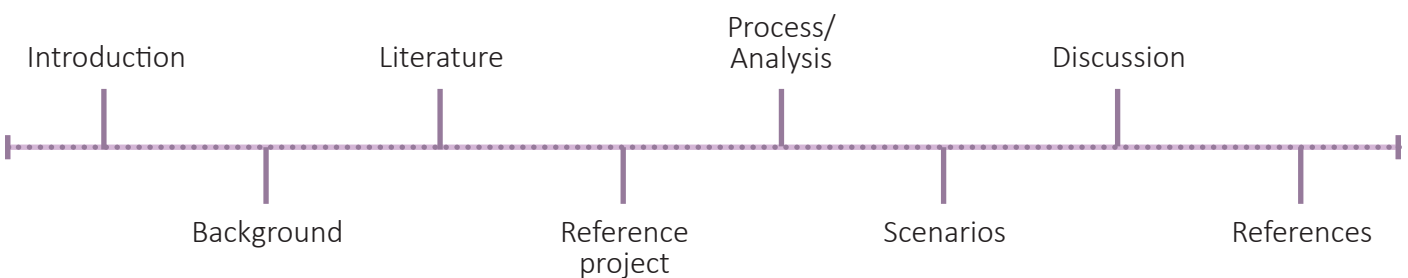 Introduction
Background
Literature
Reference
project
Process/
Analysis
Scenarios
Discussion
References